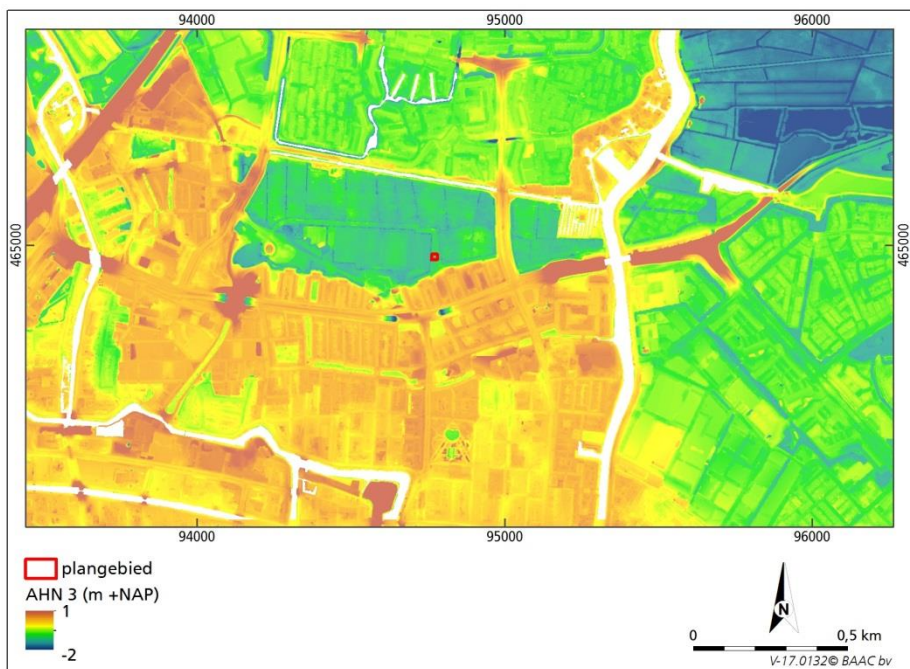 94000 95000 96000
465000 465000
94000 95000 96000
plangebied
AHN 3 (m +NAP)
1
-2
N
0 0,5 km
V-17.0132© BAAC bv